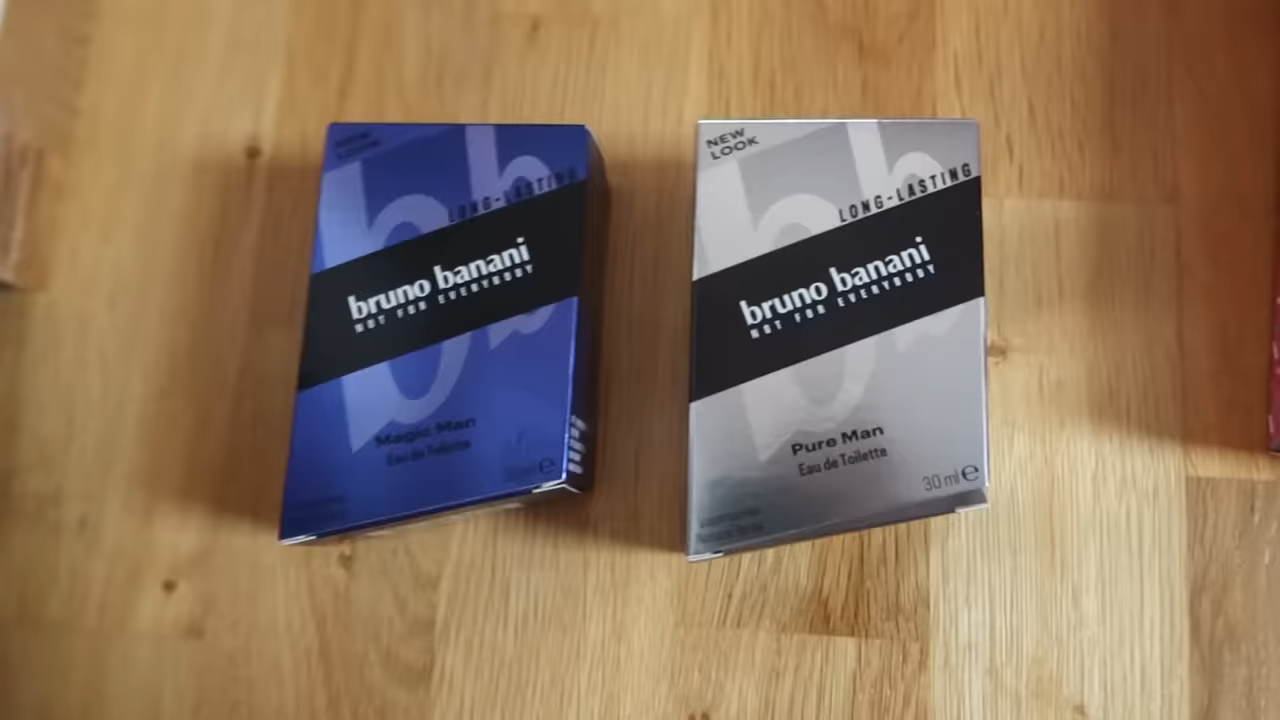 LONG-LASTING
bruno banani
NOT FOR EVERYBODY
Magic Man
Eau de Toilette
NEW
LOOK
LONG-LASTING
bruno banani
NOT FOR EVERYBODY
Pure Man
Eau de Toilette
30 ml e